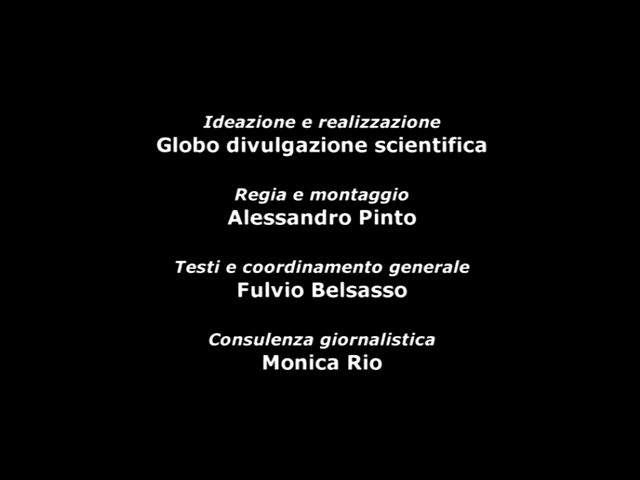 Ideazione e realizzazione
Globo divulgazione scientifica
Regia e montaggio
Alessandro Pinto
Testi e coordinamento generale
Fulvio Belsasso
Consulenza giornalistica
Monica Rio